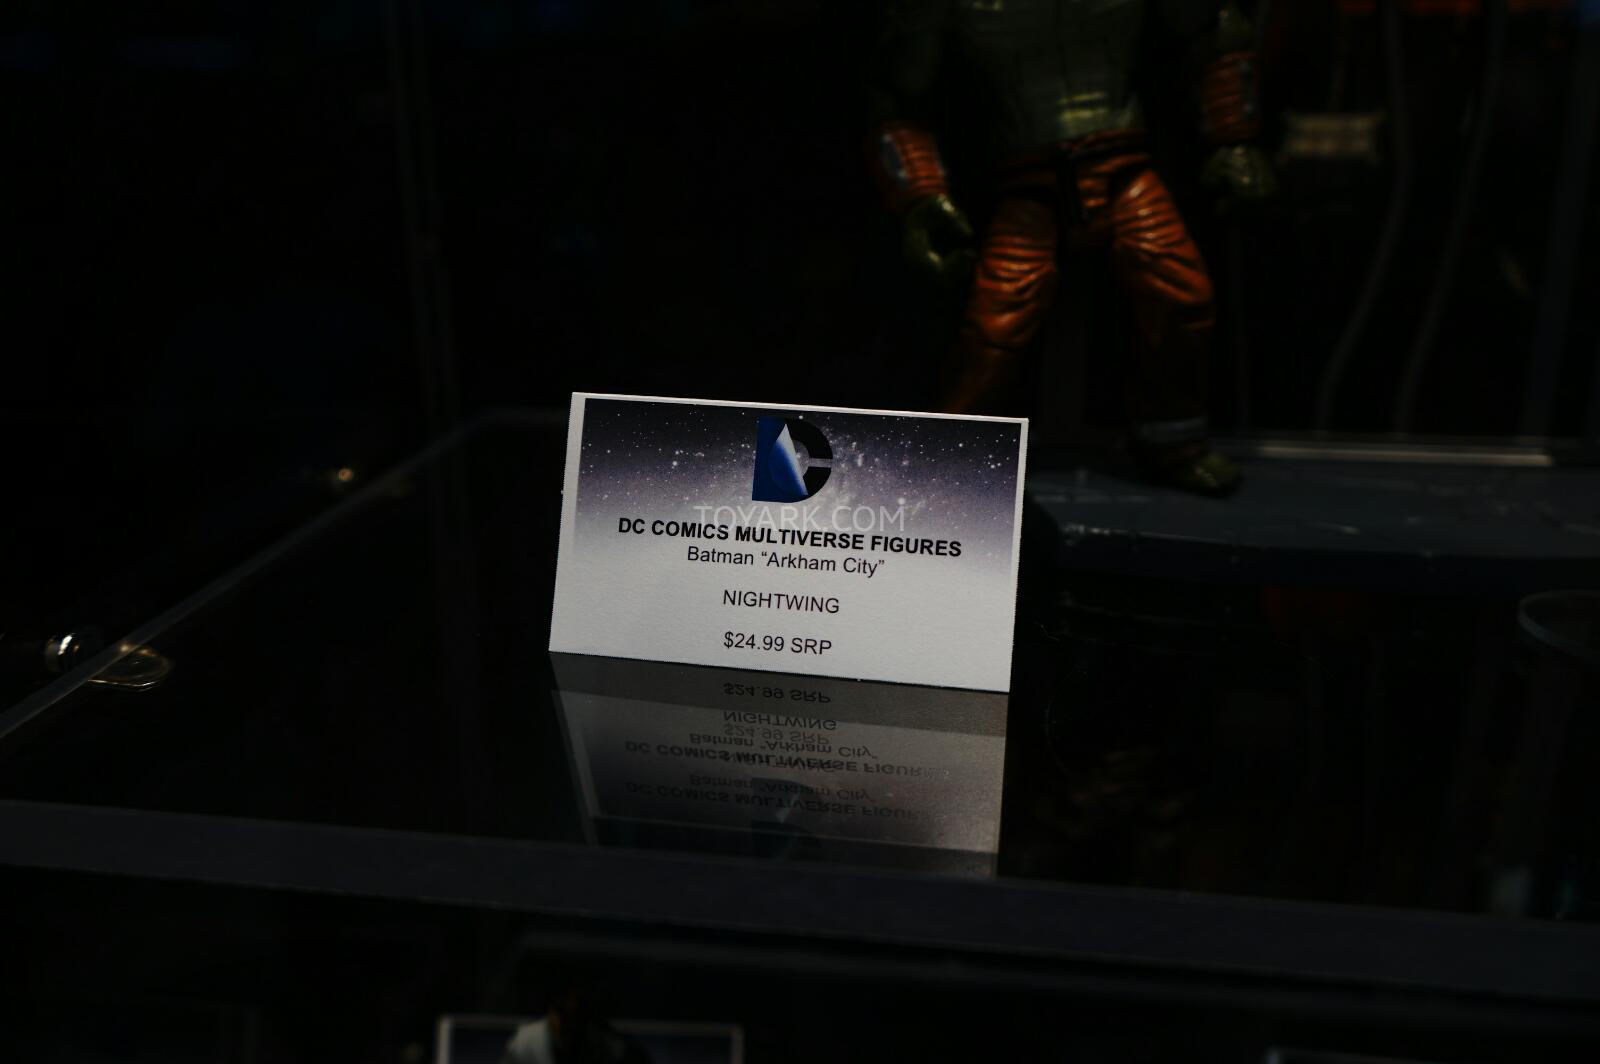 TOYARK.COM
DC COMICS MULTIVERSE FIGURES
Batman “Arkham City”
NIGHTWING
$24.99 SRP